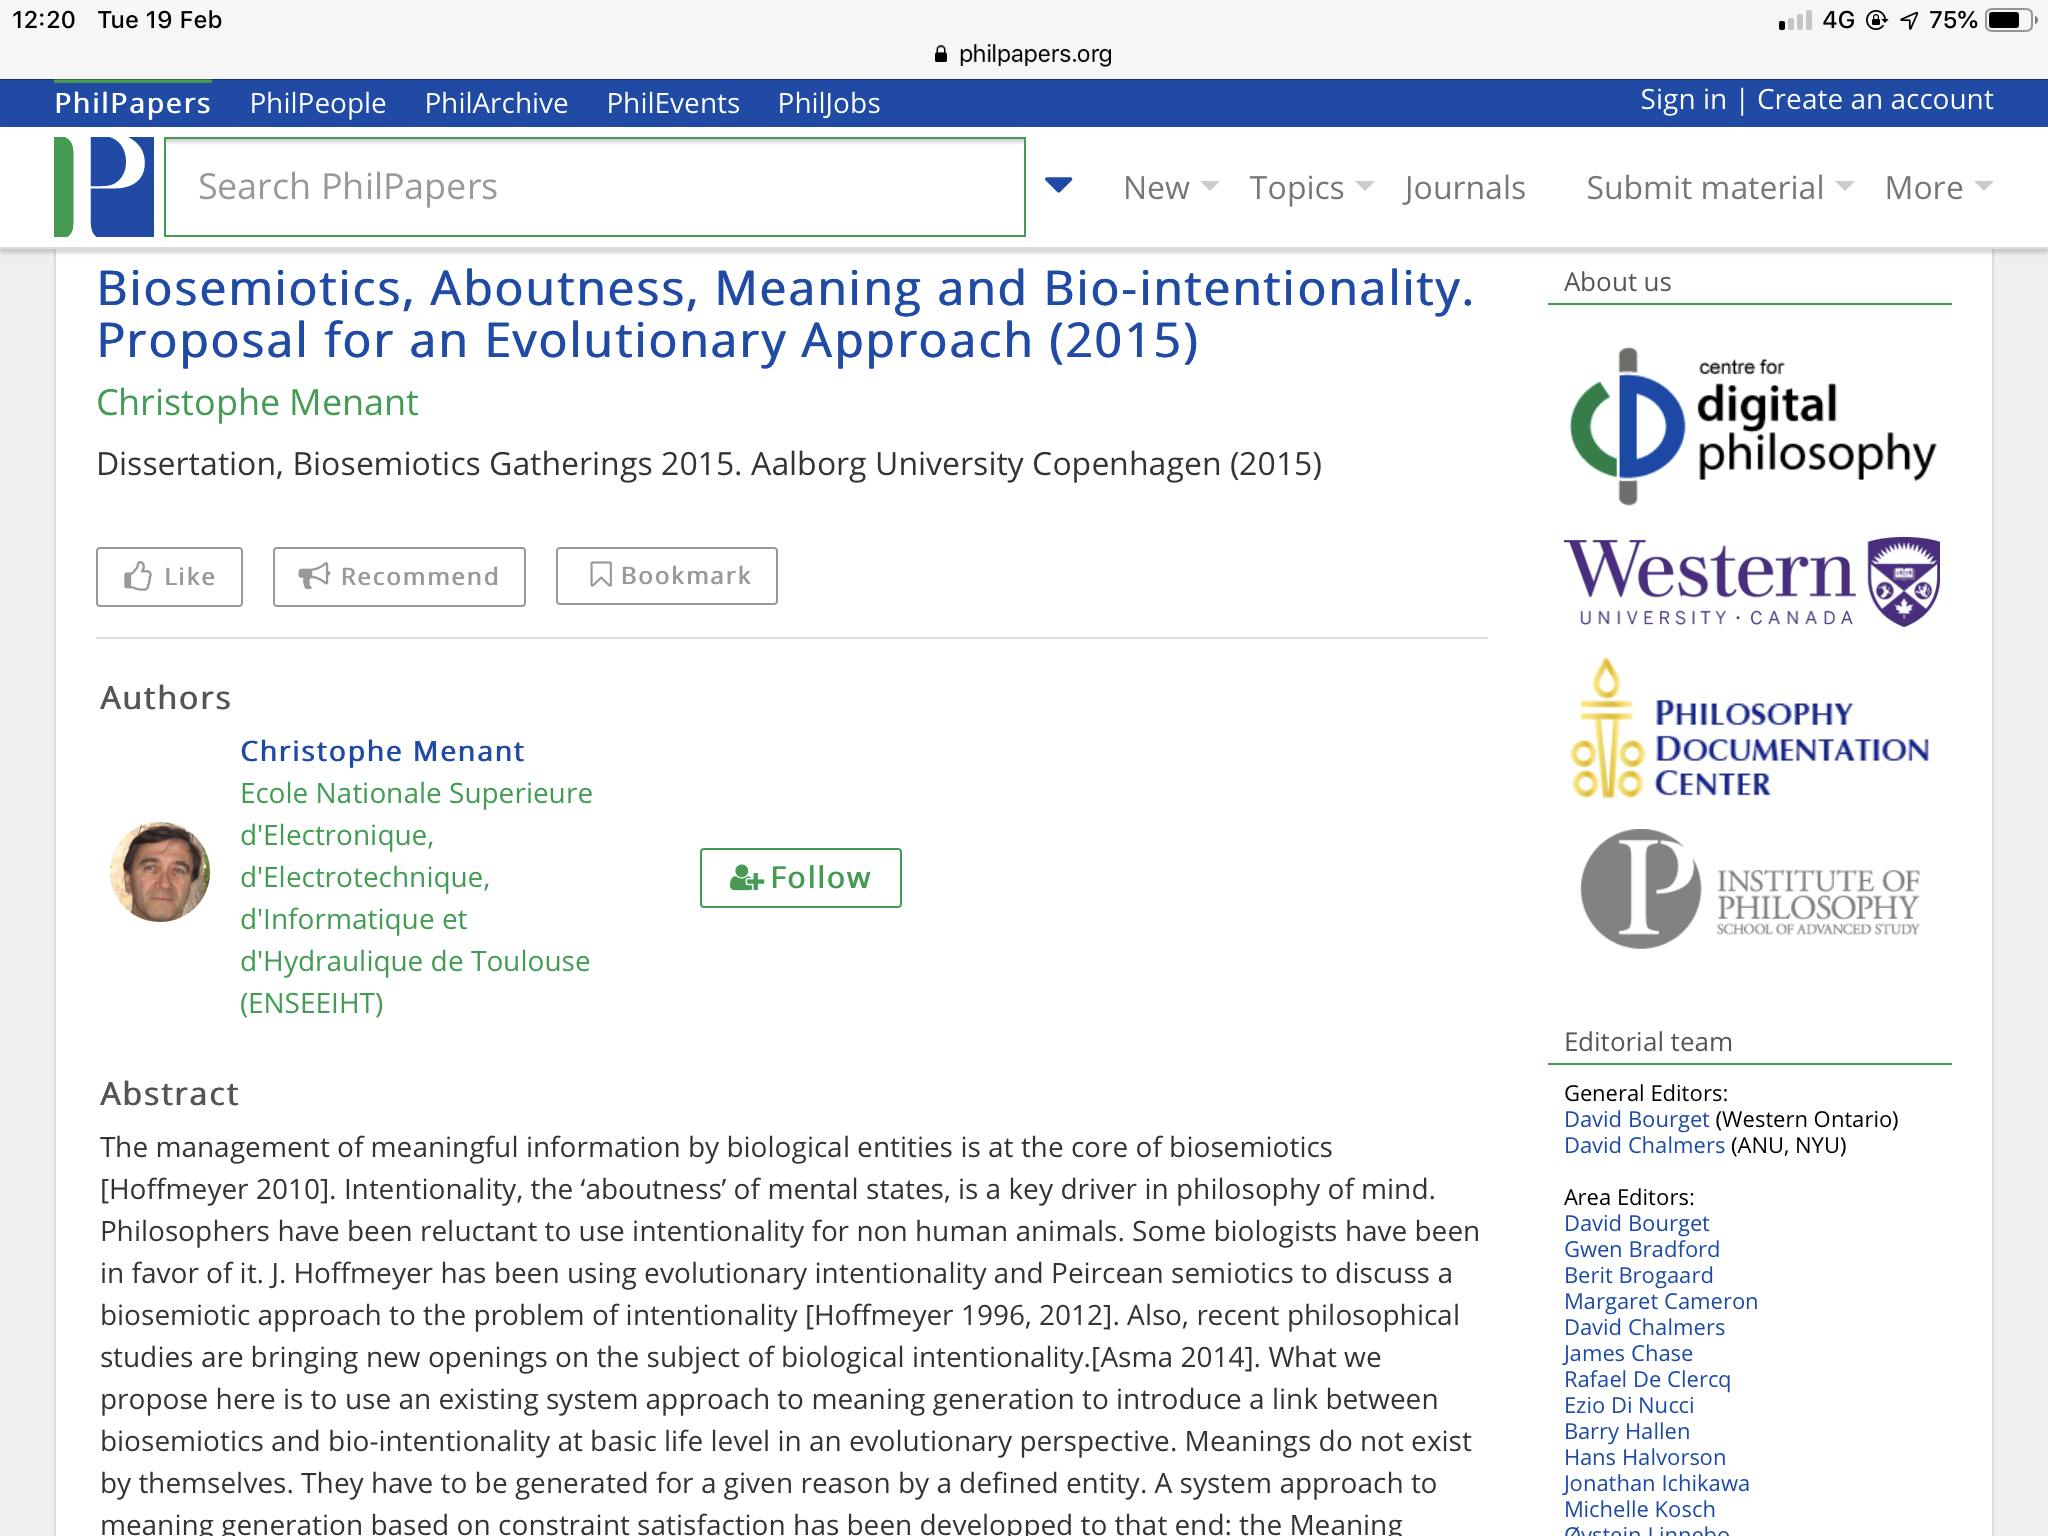 12:20 Tue 19 Feb
4G 75%
philpapers.org
PhilPapers PhilPeople PhilArchive PhilEvents PhilJobs
Sign in | Create an account
Search PhilPapers
New Topics Journals Submit material More
Biosemiotics, Aboutness, Meaning and Bio-intentionality.
Proposal for an Evolutionary Approach (2015)
Christophe Menant
Dissertation, Biosemiotics Gatherings 2015. Aalborg University Copenhagen (2015)
Like Recommend Bookmark
Authors
Christophe Menant
Ecole Nationale Superieure
d'Electronique,
d'Electrotechnique,
d'Informatique et
d'Hydraulique de Toulouse
(ENSEEIHT)
Follow
Abstract
The management of meaningful information by biological entities is at the core of biosemiotics
[Hoffmeyer 2010]. Intentionality, the ‘aboutness’ of mental states, is a key driver in philosophy of mind.
Philosophers have been reluctant to use intentionality for non human animals. Some biologists have been
in favor of it. J. Hoffmeyer has been using evolutionary intentionality and Peircean semiotics to discuss a
biosemiotic approach to the problem of intentionality [Hoffmeyer 1996, 2012]. Also, recent philosophical
studies are bringing new openings on the subject of biological intentionality.[Asma 2014]. What we
propose here is to use an existing system approach to meaning generation to introduce a link between
biosemiotics and bio-intentionality at basic life level in an evolutionary perspective. Meanings do not exist
by themselves. They have to be generated for a given reason by a defined entity. A system approach to
meaning generation based on constraint satisfaction has been developped to that end: the Meaning
About us
centre for
digital
philosophy
Western
UNIVERSITY · CANADA
PHILOSOPHY
DOCUMENTATION
CENTER
INSTITUTE OF
PHILOSOPHY
SCHOOL OF ADVANCED STUDY
Editorial team
General Editors:
David Bourget (Western Ontario)
David Chalmers (ANU, NYU)
Area Editors:
David Bourget
Gwen Bradford
Berit Brogaard
Margaret Cameron
David Chalmers
James Chase
Rafael De Clercq
Ezio Di Nucci
Barry Hallen
Hans Halvorson
Jonathan Ichikawa
Michelle Kosch
Øystein Linnebo